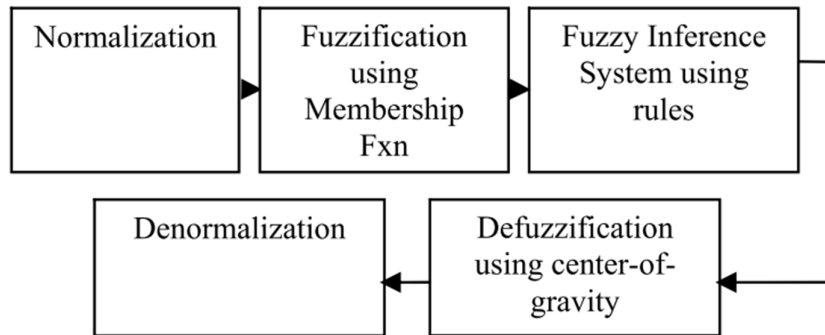 Normalization
Fuzzification
using
Membership
Fxn
Fuzzy Inference
System using
rules
Denormalization
Defuzzification
using center-of-
gravity